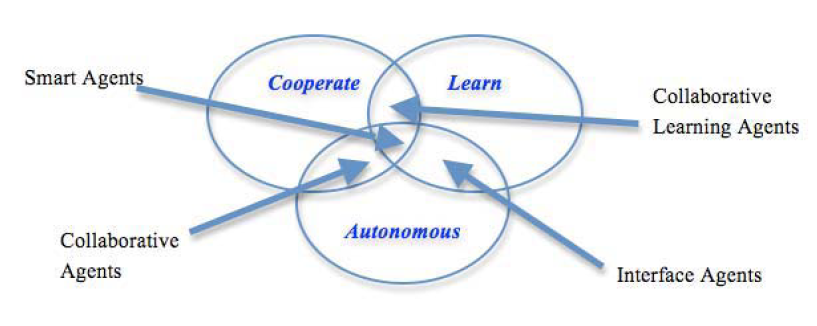 Cooperate
Learn
Smart Agents
Collaborative
Learning Agents
Autonomous
Collaborative
Agents
Interface Agents